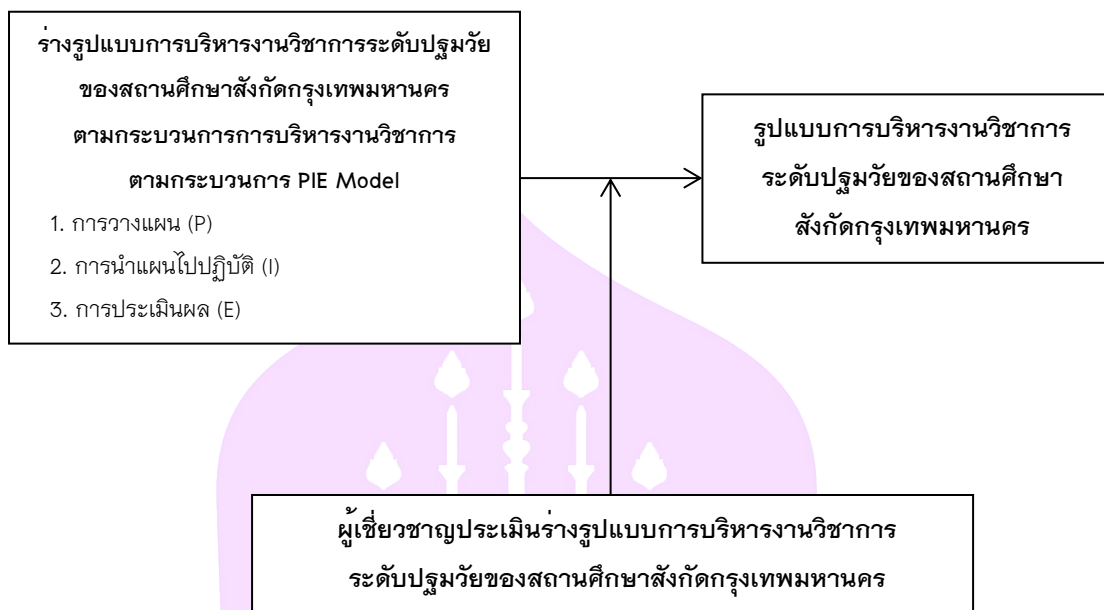 ร่างรูปแบบการบริหารงานวิชาการระดับปฐมวัย
ของสถานศึกษาสังกัดกรุงเทพมหานคร
ตามกระบวนการการบริหารงานวิชาการ
ตามกระบวนการ PIE Model
1. การวางแผน (P)
2. การนำแผนไปปฏิบัติ (I)
3. การประเมินผล (E)
รูปแบบการบริหารงานวิชาการ
ระดับปฐมวัยของสถานศึกษา
สังกัดกรุงเทพมหานคร
ผู้เชี่ยวชาญประเมินร่างรูปแบบการบริหารงานวิชาการ
ระดับปฐมวัยของสถานศึกษาสังกัดกรุงเทพมหานคร